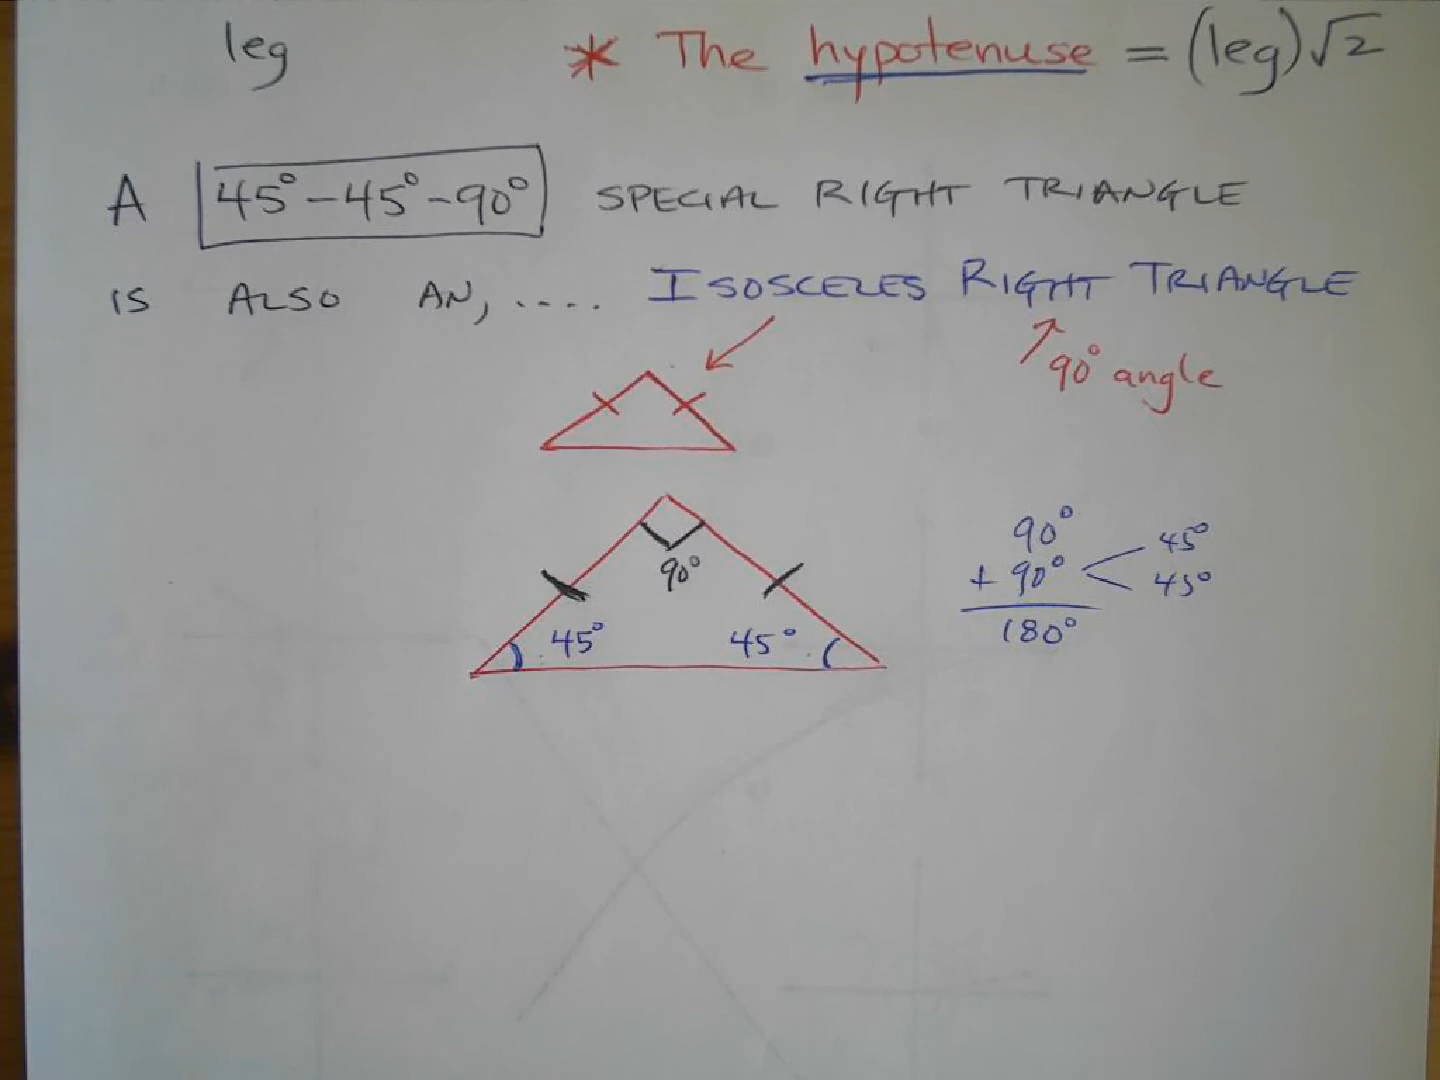 leg
* The hypotenuse = (leg)√2
A 45°-45°-90° SPECIAL RIGHT TRIANGLE
IS ALSO AN, .... ISOSCELES RIGHT TRIANGLE
90° angle
90°
45° 45°
90°
+ 90° < 45°
45°
180°